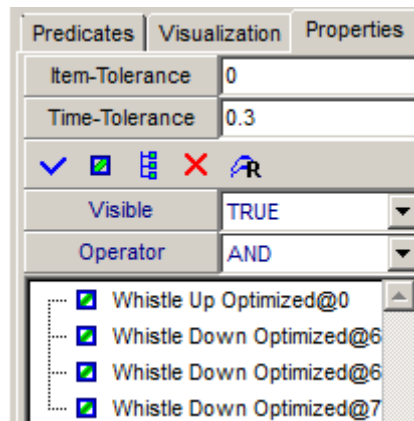 Predicates Visualization Properties
Item-Tolerance 0
Time-Tolerance 0.3
R
Visible TRUE
Operator AND
Whistle Up Optimized@0
Whistle Down Optimized@6
Whistle Down Optimized@6
Whistle Down Optimized@7